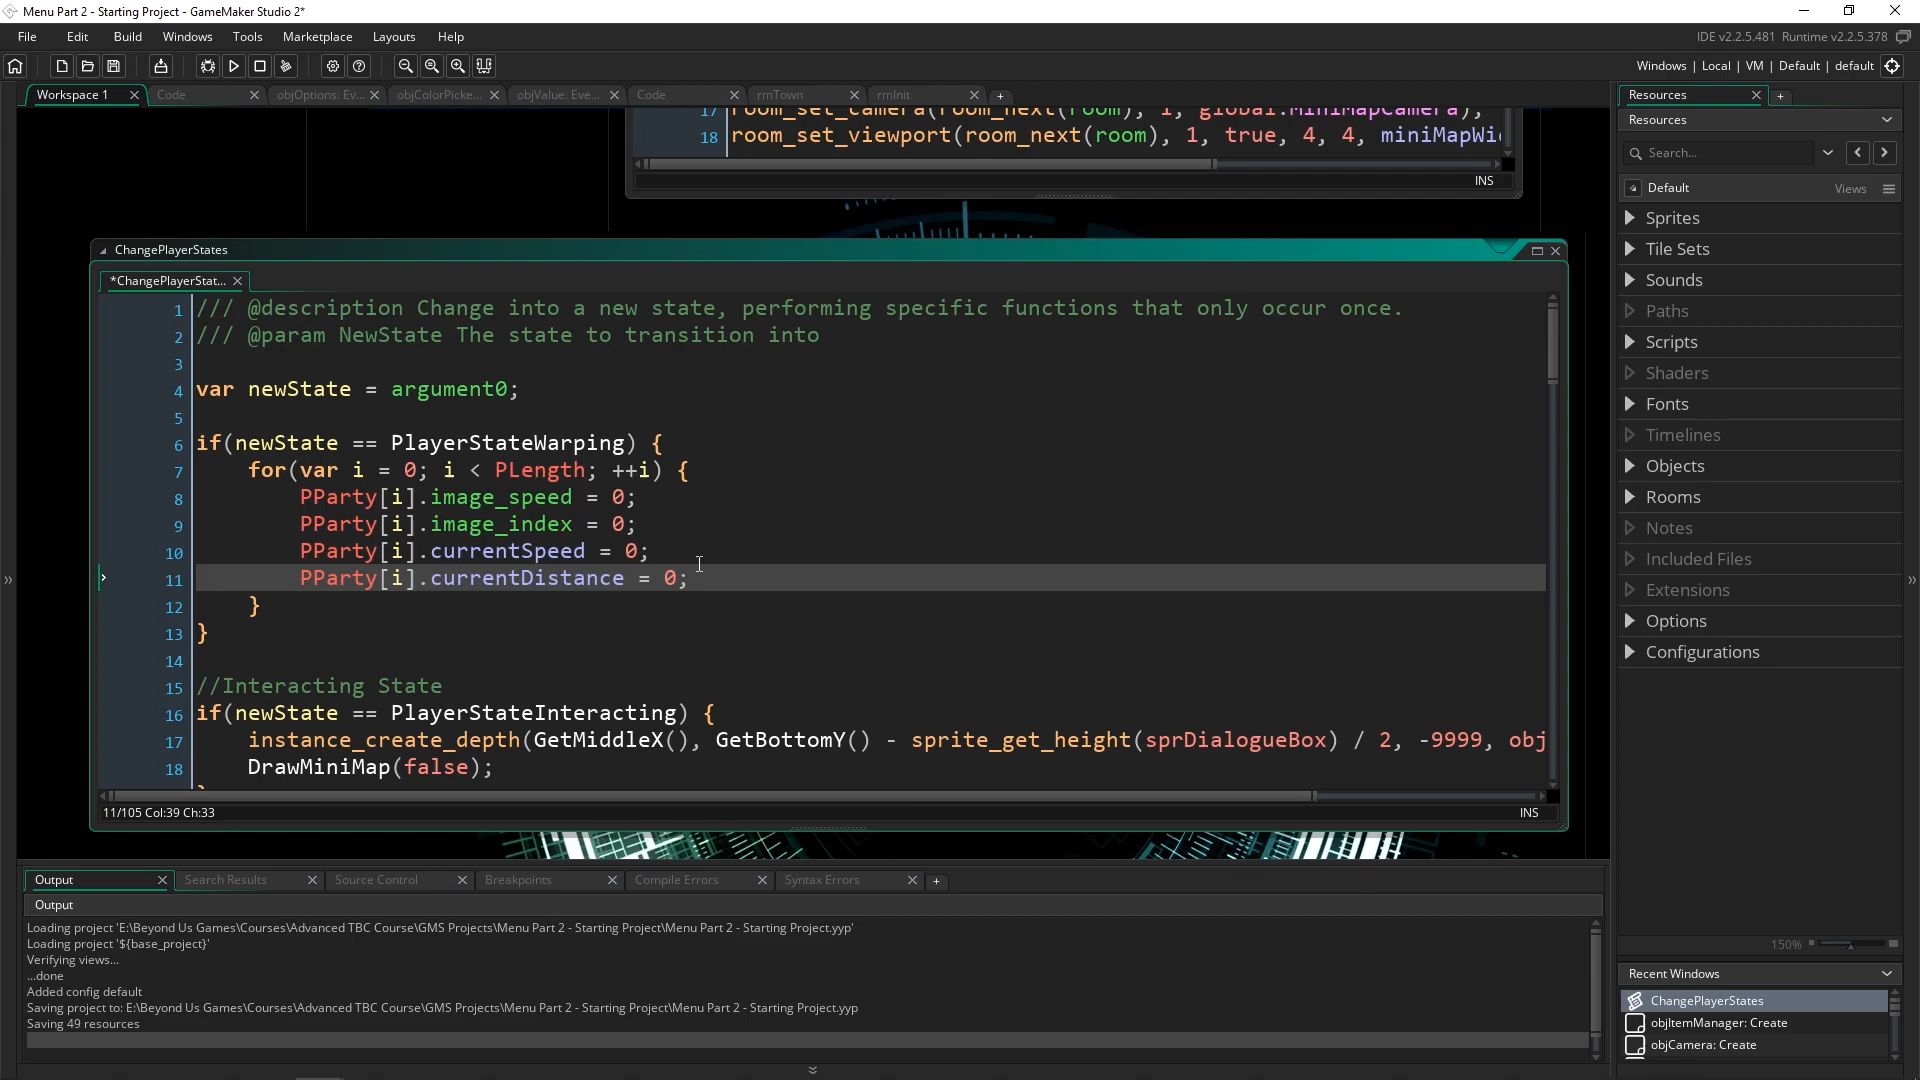 Menu Part 2 - Starting Project - GameMaker Studio 2*
File Edit Build Windows Tools Marketplace Layouts Help
IDE v2.2.5.481 Runtime v2.2.5.378
Windows | Local | VM | Default | default
Workspace 1 Code objOptions: Ev... objColorPicke... objValue: Eve... Code rmTown rmInit +
17 room_set_camera(room_next(room), 1, global.MiniMapCamera);
18 room_set_viewport(room_next(room), 1, true, 4, 4, miniMapWi
INS
ChangePlayerStates
*ChangePlayerStat...
1 /// @description Change into a new state, performing specific functions that only occur once.
2 /// @param NewState The state to transition into
3
4 var newState = argument0;
5
6 if(newState == PlayerStateWarping) {
7 for(var i = 0; i < PLength; ++i) {
8 PParty[i].image_speed = 0;
9 PParty[i].image_index = 0;
10 PParty[i].currentSpeed = 0;
11 PParty[i].currentDistance = 0;
12 }
13 }
14
15 //Interacting State
16 if(newState == PlayerStateInteracting) {
17 instance_create_depth(GetMiddleX(), GetBottomY() - sprite_get_height(sprDialogueBox) / 2, -9999, obj
18 DrawMiniMap(false);
11/105 Col:39 Ch:33
INS
Output Search Results Source Control Breakpoints Compile Errors Syntax Errors +
Output
Loading project 'E:\Beyond Us Games\Courses\Advanced TBC Course\GMS Projects\Menu Part 2 - Starting Project\Menu Part 2 - Starting Project.yyp'
Loading project '${base_project}'
Verifying views...
...done
Added config default
Saving project to: E:\Beyond Us Games\Courses\Advanced TBC Course\GMS Projects\Menu Part 2 - Starting Project\Menu Part 2 - Starting Project.yyp
Saving 49 resources
Resources +
Resources
Search...
Default Views
Sprites
Tile Sets
Sounds
Paths
Scripts
Shaders
Fonts
Timelines
Objects
Rooms
Notes
Included Files
Extensions
Options
Configurations
150%
Recent Windows
ChangePlayerStates
objItemManager: Create
objCamera: Create